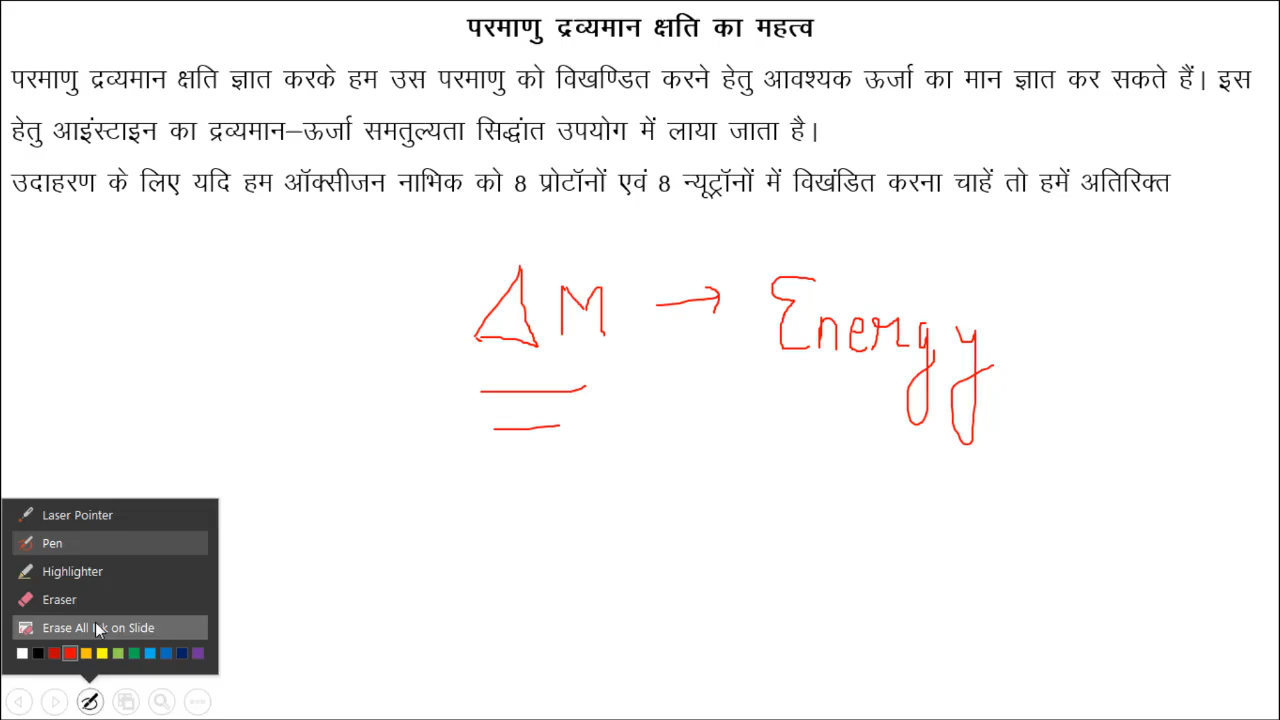 परमाणु द्रव्यमान क्षति का महत्व
परमाणु द्रव्यमान क्षति ज्ञात करके हम उस परमाणु को विखण्डित करने हेतु आवश्यक ऊर्जा का मान ज्ञात कर सकते हैं। इस
हेतु आइंस्टाइन का द्रव्यमान–ऊर्जा समतुल्यता सिद्धांत उपयोग में लाया जाता है।
उदाहरण के लिए यदि हम ऑक्सीजन नाभिक को 8 प्रोटॉनों एवं 8 न्यूट्रॉनों में विखंडित करना चाहें तो हमें अतिरिक्त
Δ M → Energy
Laser Pointer
Pen
Highlighter
Eraser
Erase All Ink on Slide